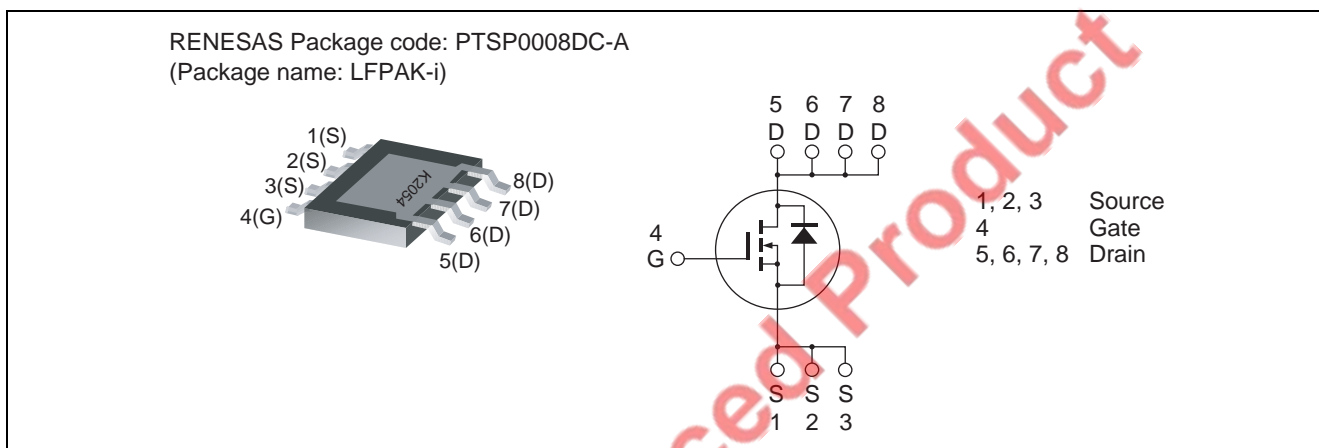 RENESAS Package code: PTSP0008DC-A
(Package name: LFPAK-i)
1(S)
2(S)
3(S)
4(G)
K2054
8(D)
7(D)
6(D)
5(D)
5 6 7 8
D D D D
4
G
S S S
1 2 3
1, 2, 3 Source
4 Gate
5, 6, 7, 8 Drain
ced Product